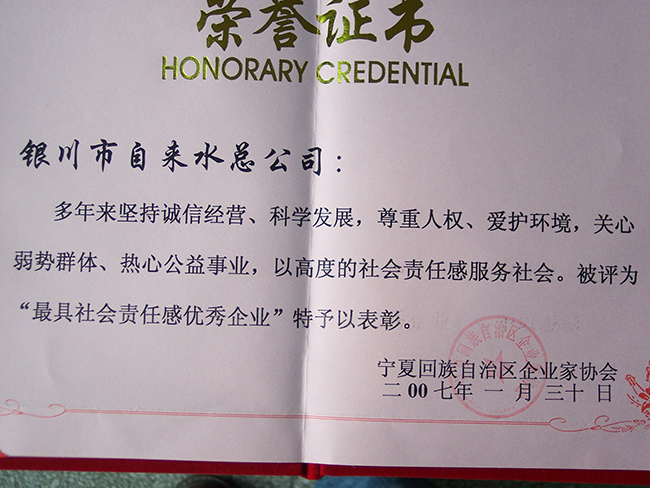 荣誉证书
HONORARY CREDENTIAL
银川市自来水总公司：
多年来坚持诚信经营、科学发展，尊重人权、爱护环境，关心
弱势群体、热心公益事业，以高度的社会责任感服务社会。被评为
“最具社会责任感优秀企业”特予以表彰。
宁夏回族自治区企业家协会
二00七年一月三十日